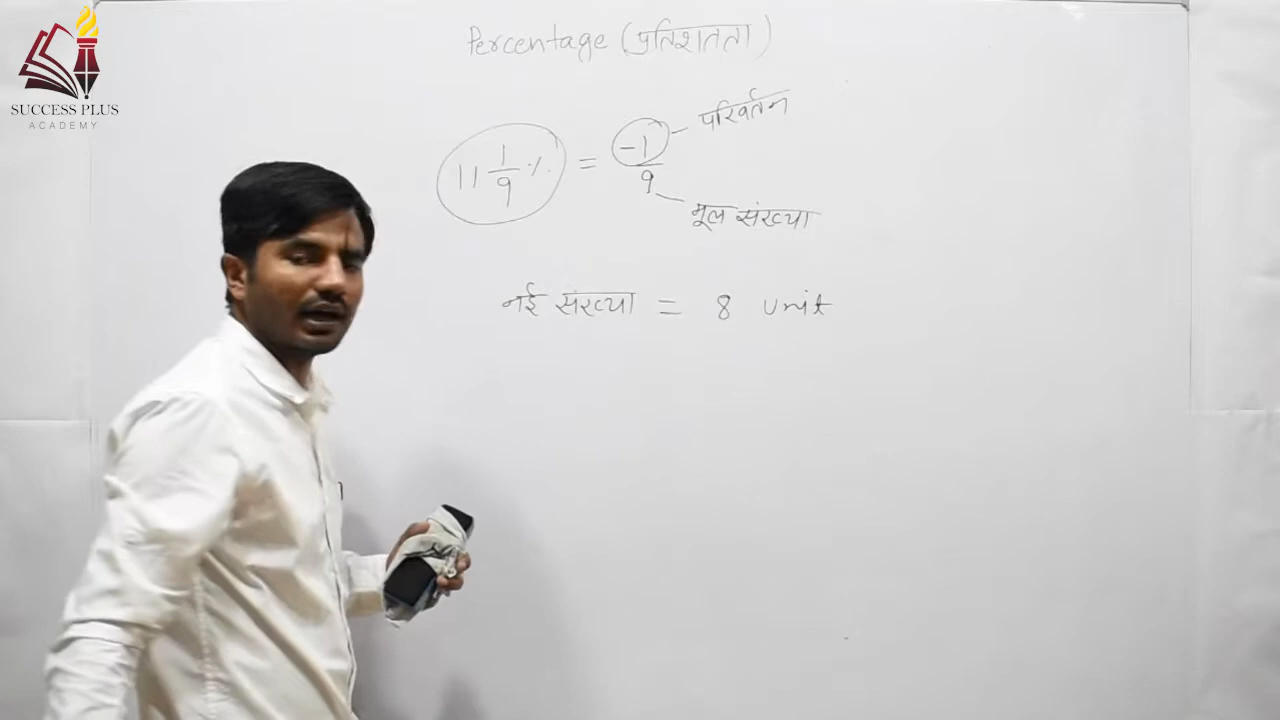 SUCCESS PLUS
ACADEMY
Percentage (प्रतिशतता)
11 1/9 % = -1/9
परिवर्तन
मूल संख्या
नई संख्या = 8 unit